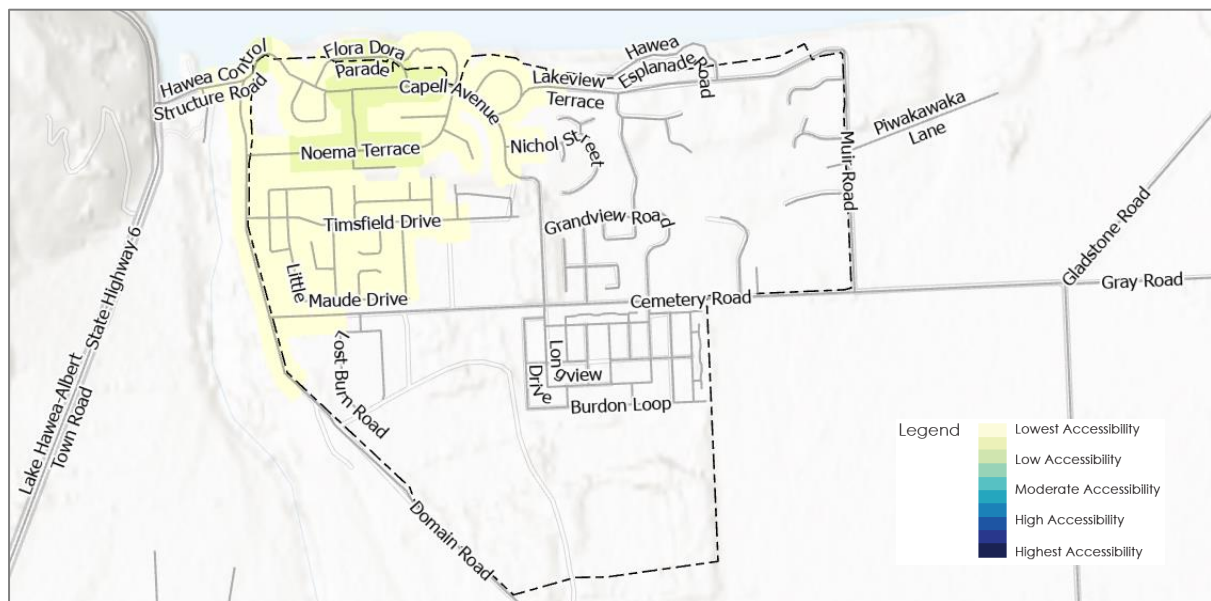 Hawea Control
Structure Road
Flora Dora
Parade
Capell Avenue
Lakeview
Terrace
Hawea
Esplanade
Road
Piwakawaka
Lane
Muir Road
Noema Terrace
Nichol Street
Timsfield Drive
Grandview Road
Little
Maude Drive
Cemetery Road
Gladstone Road
Gray Road
State Highway 6
Lake Hawea-Albert
Town Road
Longview
Drive
Burdon Loop
Domain Road
Legend
Lowest Accessibility
Low Accessibility
Moderate Accessibility
High Accessibility
Highest Accessibility